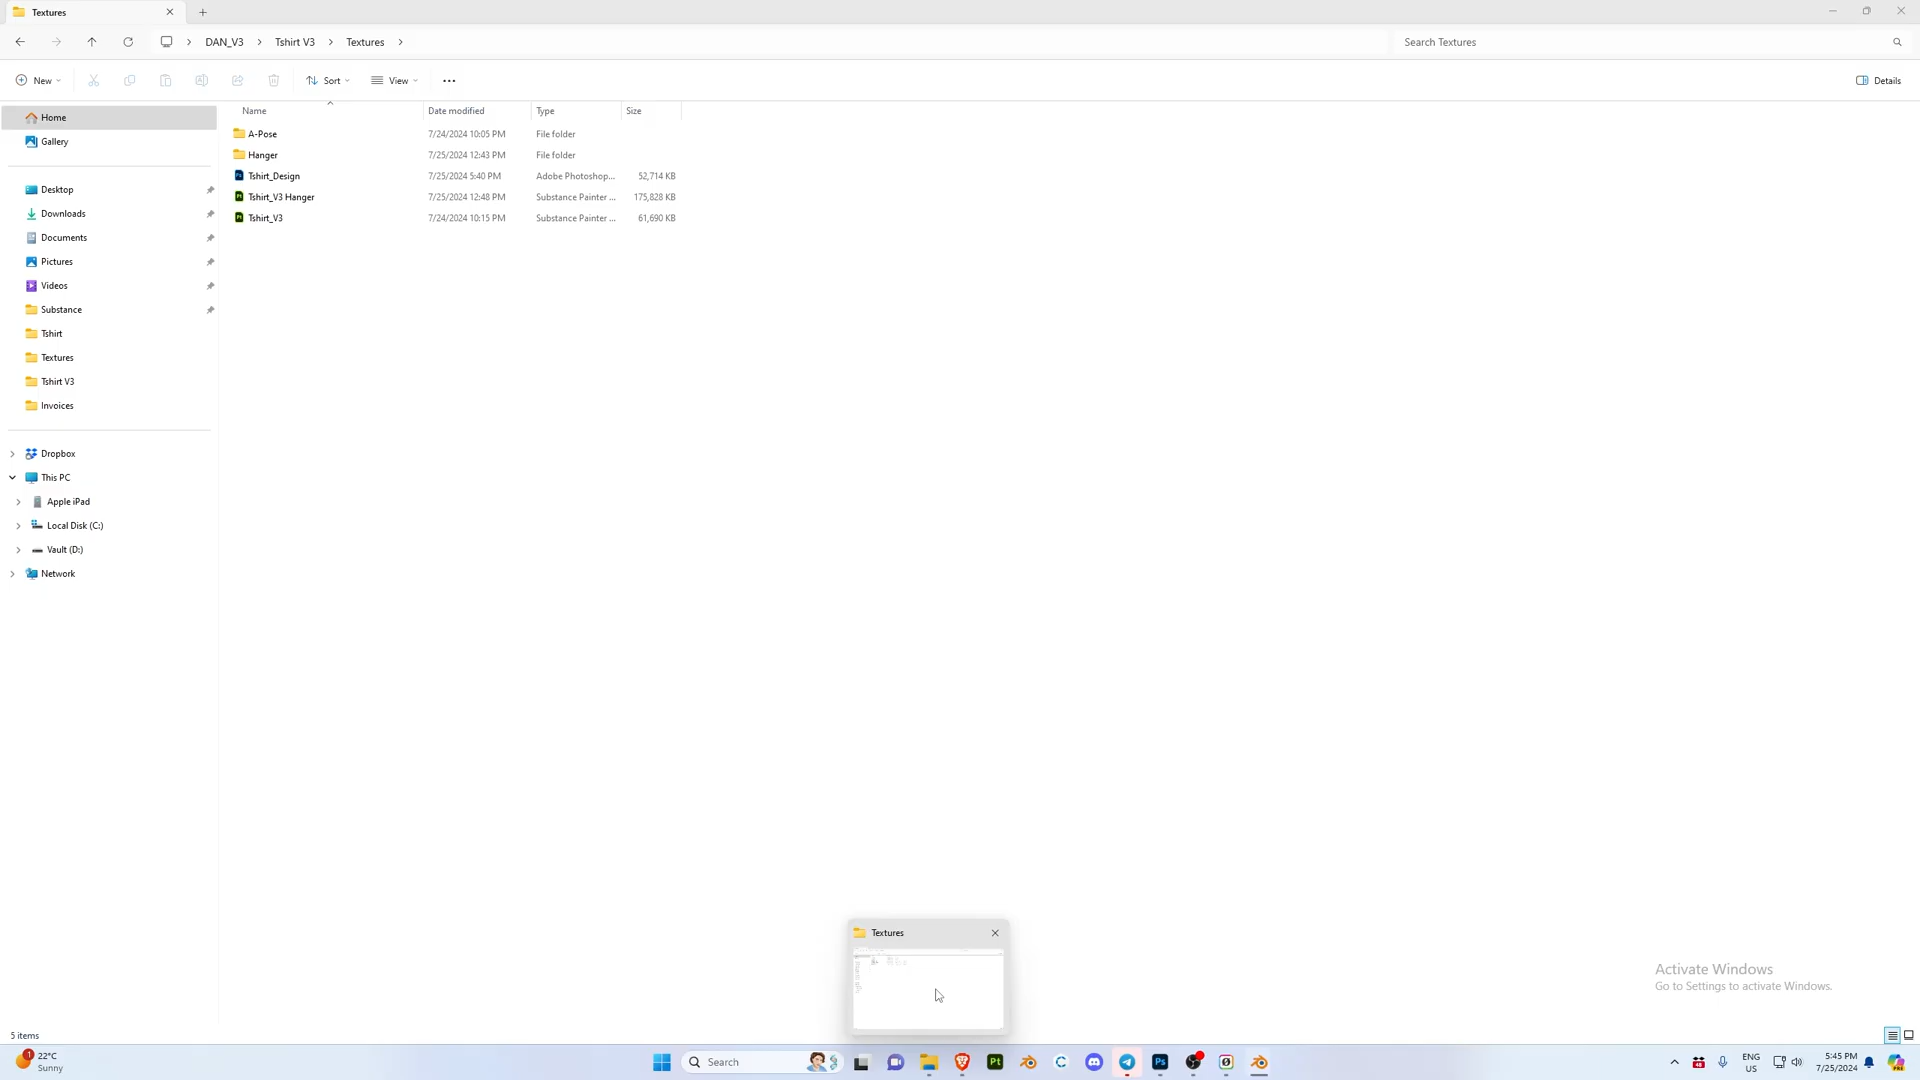 Textures
DAN_V3 Tshirt V3 Textures
Search Textures
New
Sort
View
Details
Name Date modified Type Size
Home
Gallery
A-Pose 7/24/2024 10:05 PM File folder
Hanger 7/25/2024 12:43 PM File folder
Tshirt_Design 7/25/2024 5:40 PM Adobe Photoshop... 52,714 KB
Tshirt_V3 Hanger 7/25/2024 12:48 PM Substance Painter ... 175,828 KB
Tshirt_V3 7/24/2024 10:15 PM Substance Painter ... 61,690 KB
Desktop
Downloads
Documents
Pictures
Videos
Substance
Tshirt
Textures
Tshirt V3
Invoices
Dropbox
This PC
Apple iPad
Local Disk (C:)
Vault (D:)
Network
Textures
Activate Windows
Go to Settings to activate Windows.
5 items
1 22°C
Sunny
Search
Pt
Ps
ENG
US
5:45 PM
7/25/2024